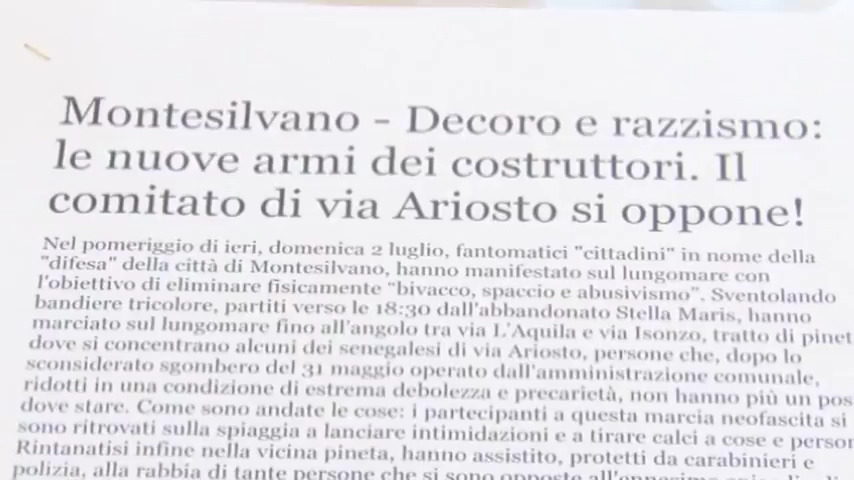 Montesilvano - Decoro e razzismo:
le nuove armi dei costruttori. Il
comitato di via Ariosto si oppone!
Nel pomeriggio di ieri, domenica 2 luglio, fantomatici "cittadini" in nome della
"difesa" della città di Montesilvano, hanno manifestato sul lungomare con
l'obiettivo di eliminare fisicamente "bivacco, spaccio e abusivismo". Sventolando
bandiere tricolore, partiti verso le 18:30 dall'abbandonato Stella Maris, hanno
marciato sul lungomare fino all'angolo tra via L'Aquila e via Isonzo, tratto di pinet
dove si concentrano alcuni dei senegalesi di via Ariosto, persone che, dopo lo
sconsiderato sgombero del 31 maggio operato dall'amministrazione comunale,
ridotti in una condizione di estrema debolezza e precarietà, non hanno più un pos
dove stare. Come sono andate le cose: i partecipanti a questa marcia neofascita si
sono ritrovati sulla spiaggia a lanciare intimidazioni e a tirare calci a cose e person
Rintanatisi infine nella vicina pineta, hanno assistito, protetti da carabinieri e
polizia, alla rabbia di tante persone che si sono opposte